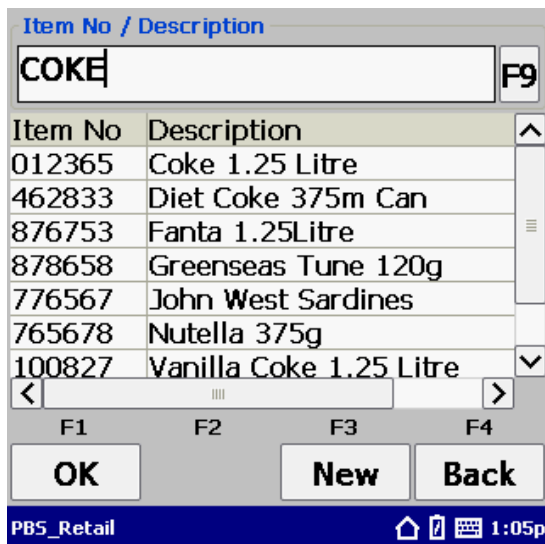 Item No / Description
COKE F9
Item No Description
012365 Coke 1.25 Litre
462833 Diet Coke 375m Can
876753 Fanta 1.25Litre
878658 Greenseas Tune 120g
776567 John West Sardines
765678 Nutella 375g
100827 Vanilla Coke 1.25 Litre
F1 F2 F3 F4
OK New Back
PBS_Retail 1:05p